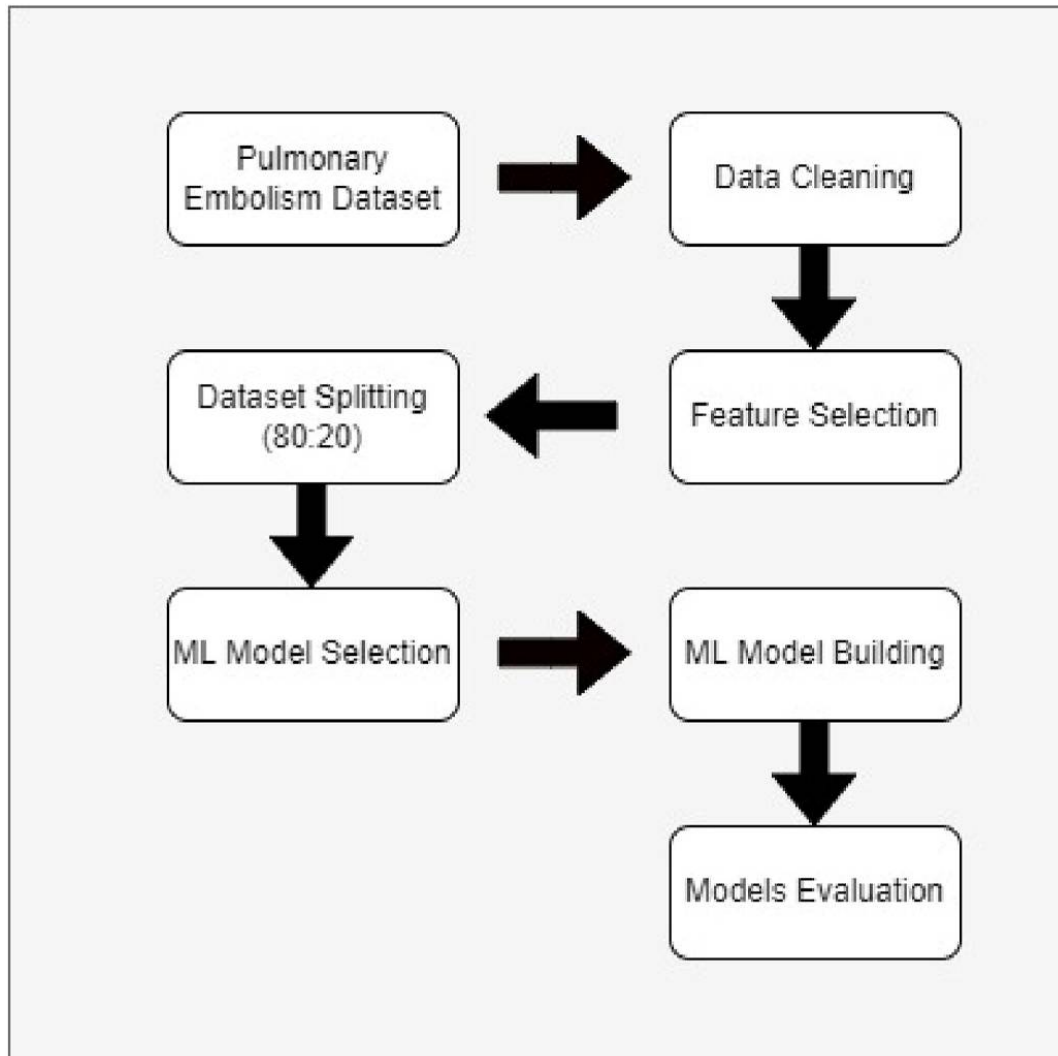 Pulmonary
Embolism Dataset
Data Cleaning
Feature Selection
Dataset Splitting
(80:20)
ML Model Selection
ML Model Building
Models Evaluation